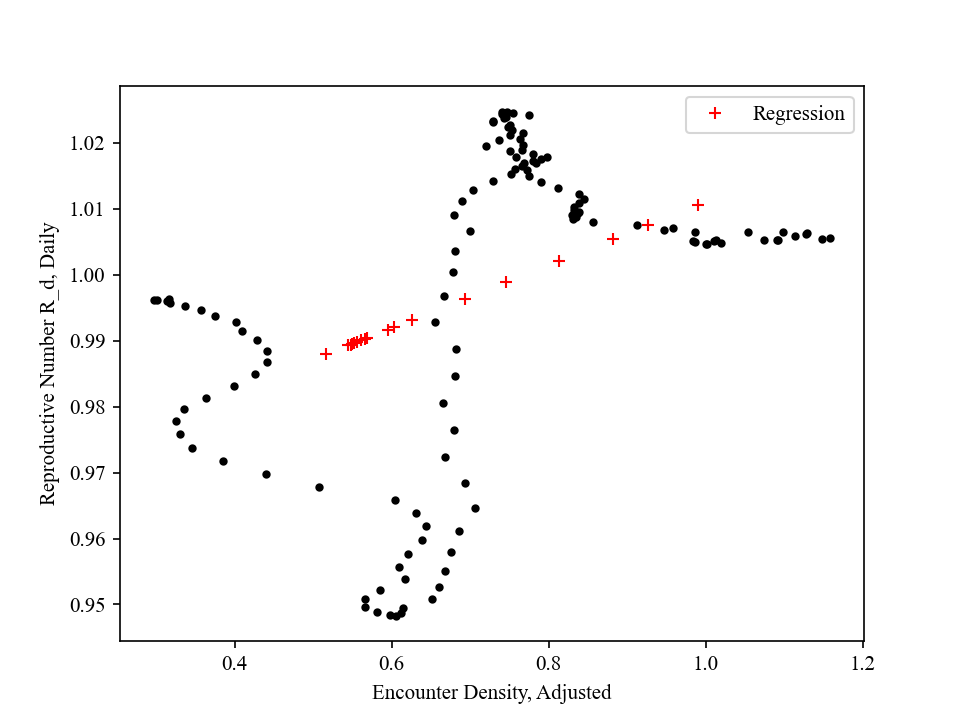 Regression
1.02
1.01
1.00
0.99
0.98
0.97
0.96
0.95
Reproductive Number R_d, Daily
0.4 0.6 0.8 1.0 1.2
Encounter Density, Adjusted